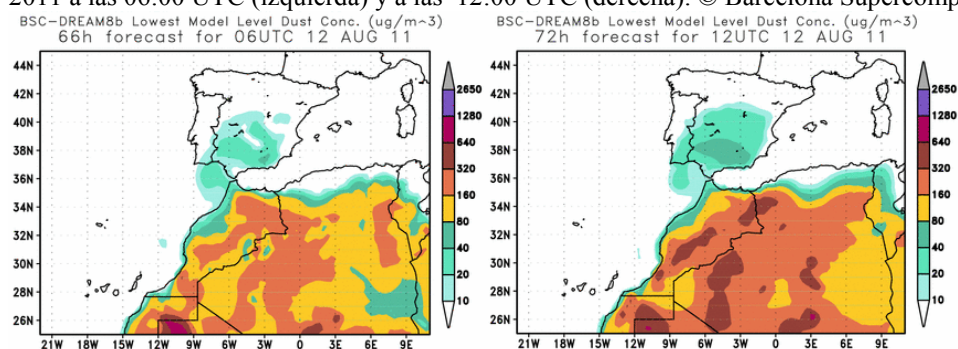 2011 a las 06:00 UTC (izquierda) y a las 12:00 UTC (derecha). © Barcelona Supercomp
BSC-DREAM8b Lowest Model Level Dust Conc. (ug/m^3)
66h forecast for 06UTC 12 AUG 11
44N
42N
40N
38N
36N
34N
32N
30N
28N
26N
21W 18W 15W 12W 9W 6W 3W 0 3E 6E 9E
2650
1280
640
320
160
80
40
20
10
BSC-DREAM8b Lowest Model Level Dust Conc. (ug/m^3)
72h forecast for 12UTC 12 AUG 11
44N
42N
40N
38N
36N
34N
32N
30N
28N
26N
21W 18W 15W 12W 9W 6W 3W 0 3E 6E 9E
2650
1280
640
320
160
80
40
20
10